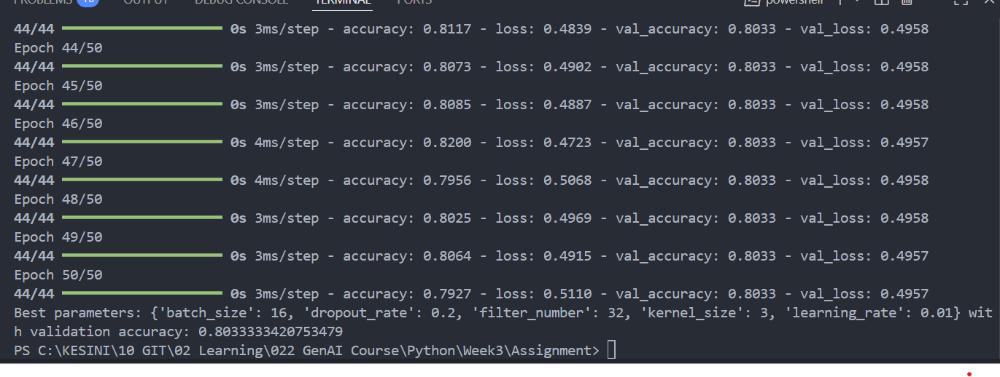 PROBLEMS OUTPUT DEBUG CONSOLE TERMINAL PORTS powershell
44/44 0s 3ms/step - accuracy: 0.8117 - loss: 0.4839 - val_accuracy: 0.8033 - val_loss: 0.4958
Epoch 44/50
44/44 0s 3ms/step - accuracy: 0.8073 - loss: 0.4902 - val_accuracy: 0.8033 - val_loss: 0.4958
Epoch 45/50
44/44 0s 3ms/step - accuracy: 0.8085 - loss: 0.4887 - val_accuracy: 0.8033 - val_loss: 0.4958
Epoch 46/50
44/44 0s 4ms/step - accuracy: 0.8200 - loss: 0.4723 - val_accuracy: 0.8033 - val_loss: 0.4957
Epoch 47/50
44/44 0s 4ms/step - accuracy: 0.7956 - loss: 0.5068 - val_accuracy: 0.8033 - val_loss: 0.4958
Epoch 48/50
44/44 0s 3ms/step - accuracy: 0.8025 - loss: 0.4969 - val_accuracy: 0.8033 - val_loss: 0.4958
Epoch 49/50
44/44 0s 3ms/step - accuracy: 0.8064 - loss: 0.4915 - val_accuracy: 0.8033 - val_loss: 0.4957
Epoch 50/50
44/44 0s 3ms/step - accuracy: 0.7927 - loss: 0.5110 - val_accuracy: 0.8033 - val_loss: 0.4957
Best parameters: {'batch_size': 16, 'dropout_rate': 0.2, 'filter_number': 32, 'kernel_size': 3, 'learning_rate': 0.01} wit
h validation accuracy: 0.8033333420753479
PS C:\KESINI\10 GIT\02 Learning\022 GenAI Course\Python\Week3\Assignment>